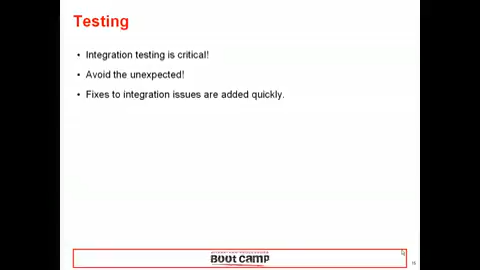 Testing
• Integration testing is critical!
• Avoid the unexpected!
• Fixes to integration issues are added quickly.
Boot Camp